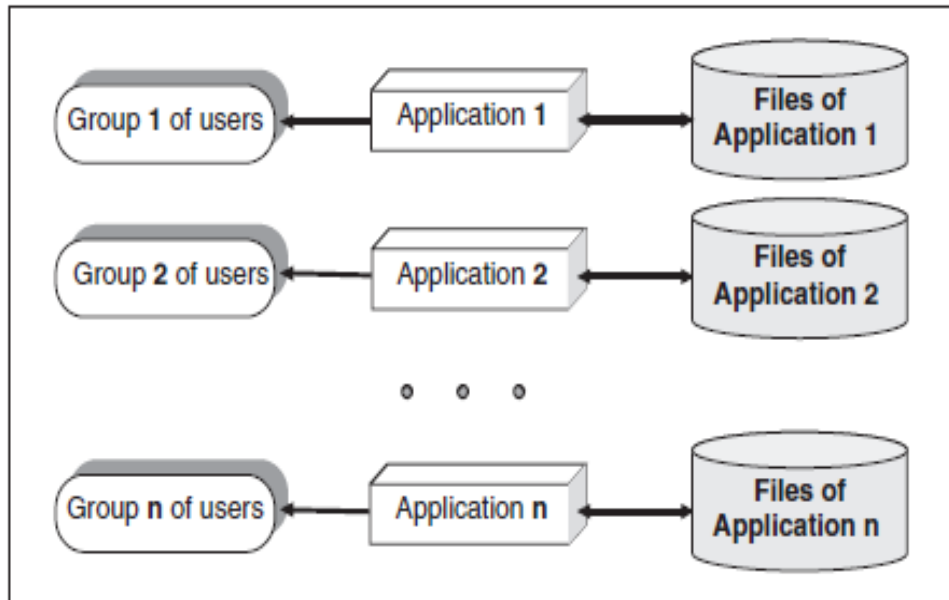 Group 1 of users
Application 1
Files of
Application 1
Group 2 of users
Application 2
Files of
Application 2
Group n of users
Application n
Files of
Application n